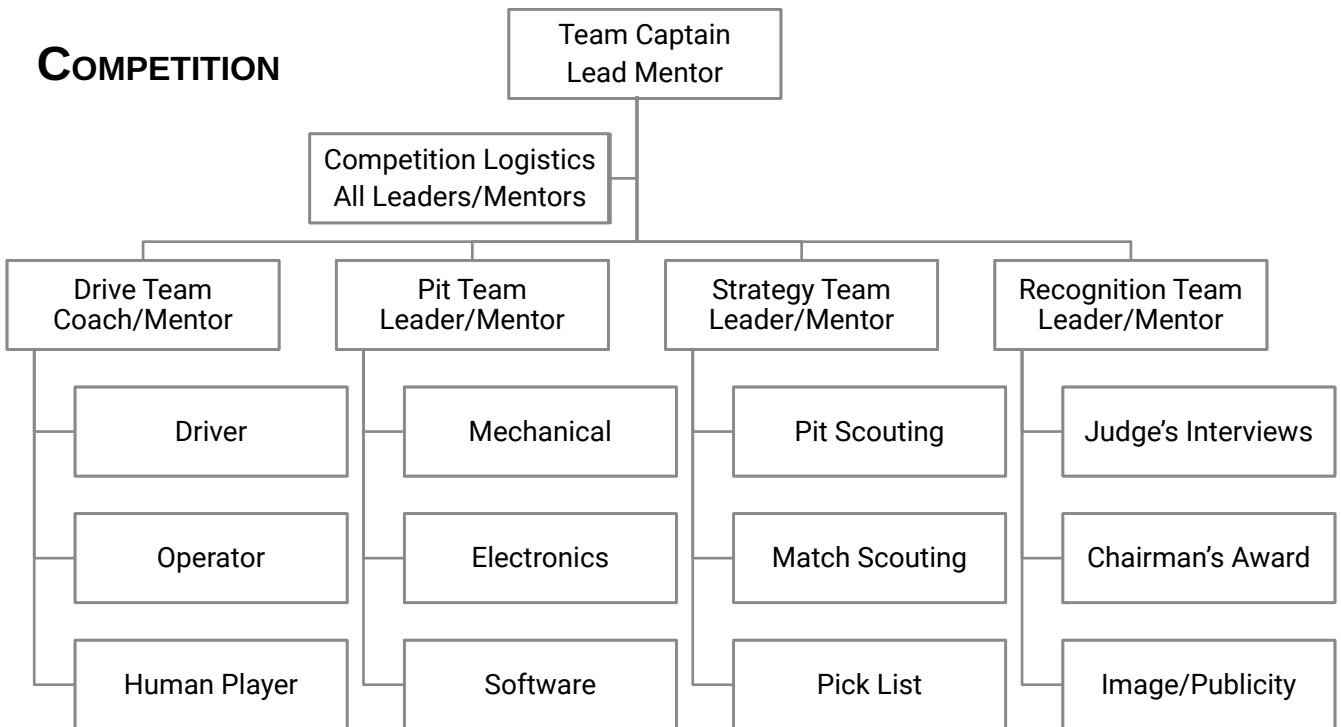 COMPETITION
Team Captain
Lead Mentor
Competition Logistics
All Leaders/Mentors
Drive Team
Coach/Mentor
Pit Team
Leader/Mentor
Strategy Team
Leader/Mentor
Recognition Team
Leader/Mentor
Driver
Mechanical
Pit Scouting
Judge’s Interviews
Operator
Electronics
Match Scouting
Chairman’s Award
Human Player
Software
Pick List
Image/Publicity